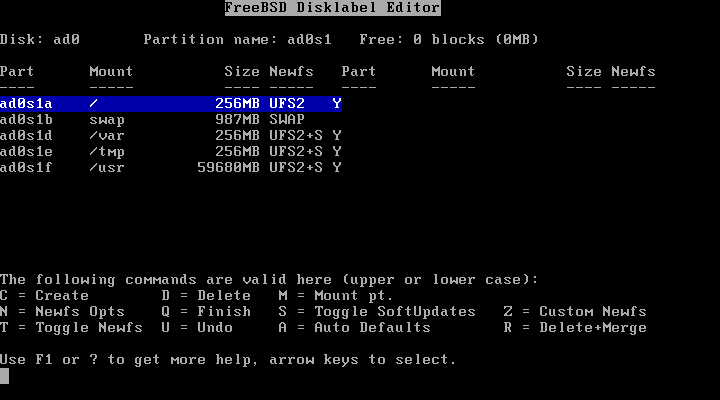 FreeBSD Disklabel Editor
Disk: ad0       Partition name: ad0s1   Free: 0 blocks (0MB)
Part      Mount          Size Newfs   Part      Mount          Size Newfs
----      -----          ---- -----   ----      -----          ---- -----
ad0s1a    /             256MB UFS2   Y
ad0s1b    swap          987MB SWAP
ad0s1d    /var          256MB UFS2+S Y
ad0s1e    /tmp          256MB UFS2+S Y
ad0s1f    /usr        59680MB UFS2+S Y
The following commands are valid here (upper or lower case):
C = Create        D = Delete   M = Mount pt.
N = Newfs Opts    Q = Finish   S = Toggle SoftUpdates   Z = Custom Newfs
T = Toggle Newfs  U = Undo     A = Auto Defaults        R = Delete+Merge
Use F1 or ? to get more help, arrow keys to select.